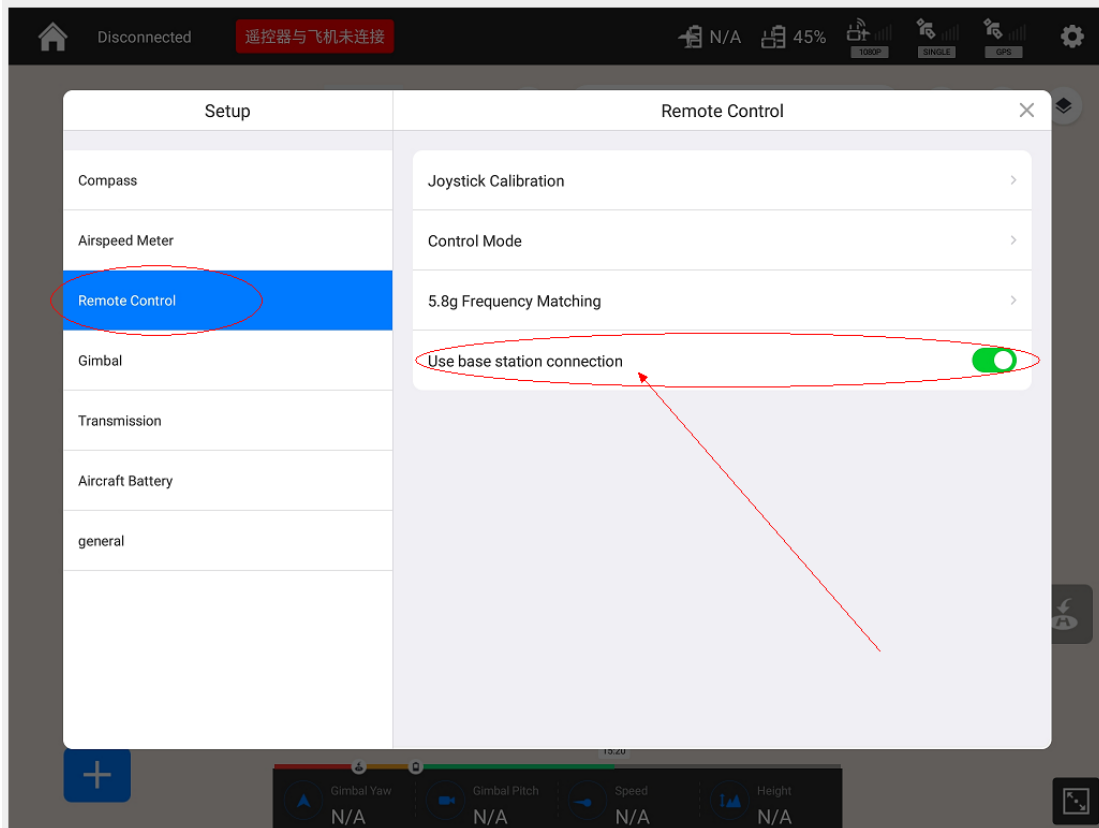 Disconnected
遥控器与飞机未连接
N/A
45%
1080P
SINGLE
GPS
Setup
Remote Control
Compass
Airspeed Meter
Remote Control
Gimbal
Transmission
Aircraft Battery
general
Joystick Calibration
Control Mode
5.8g Frequency Matching
Use base station connection
15:20
Gimbal Yaw
N/A
Gimbal Pitch
N/A
Speed
N/A
Height
N/A